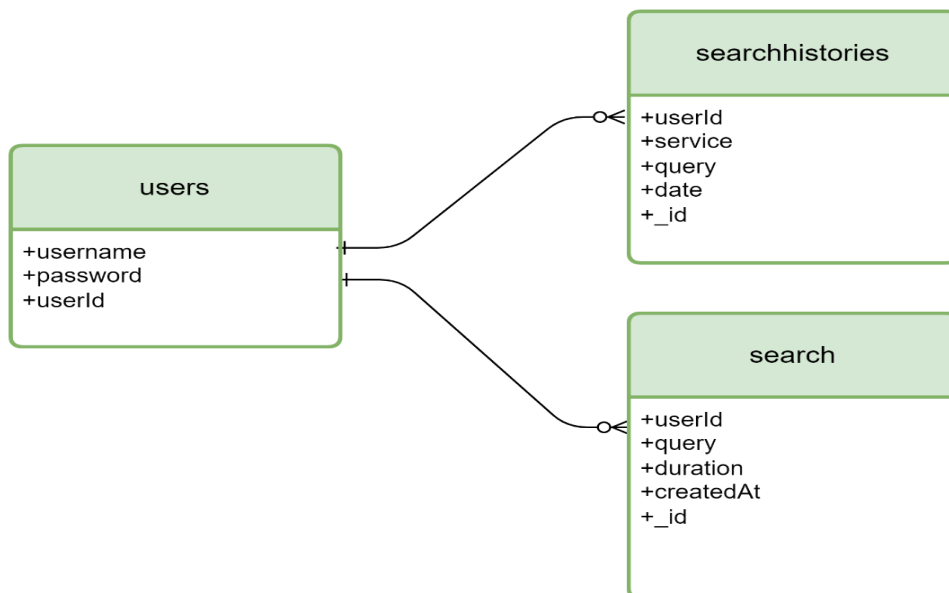 users
+username
+password
+userId
searchhistories
+userId
+service
+query
+date
+_id
search
+userId
+query
+duration
+createdAt
+_id